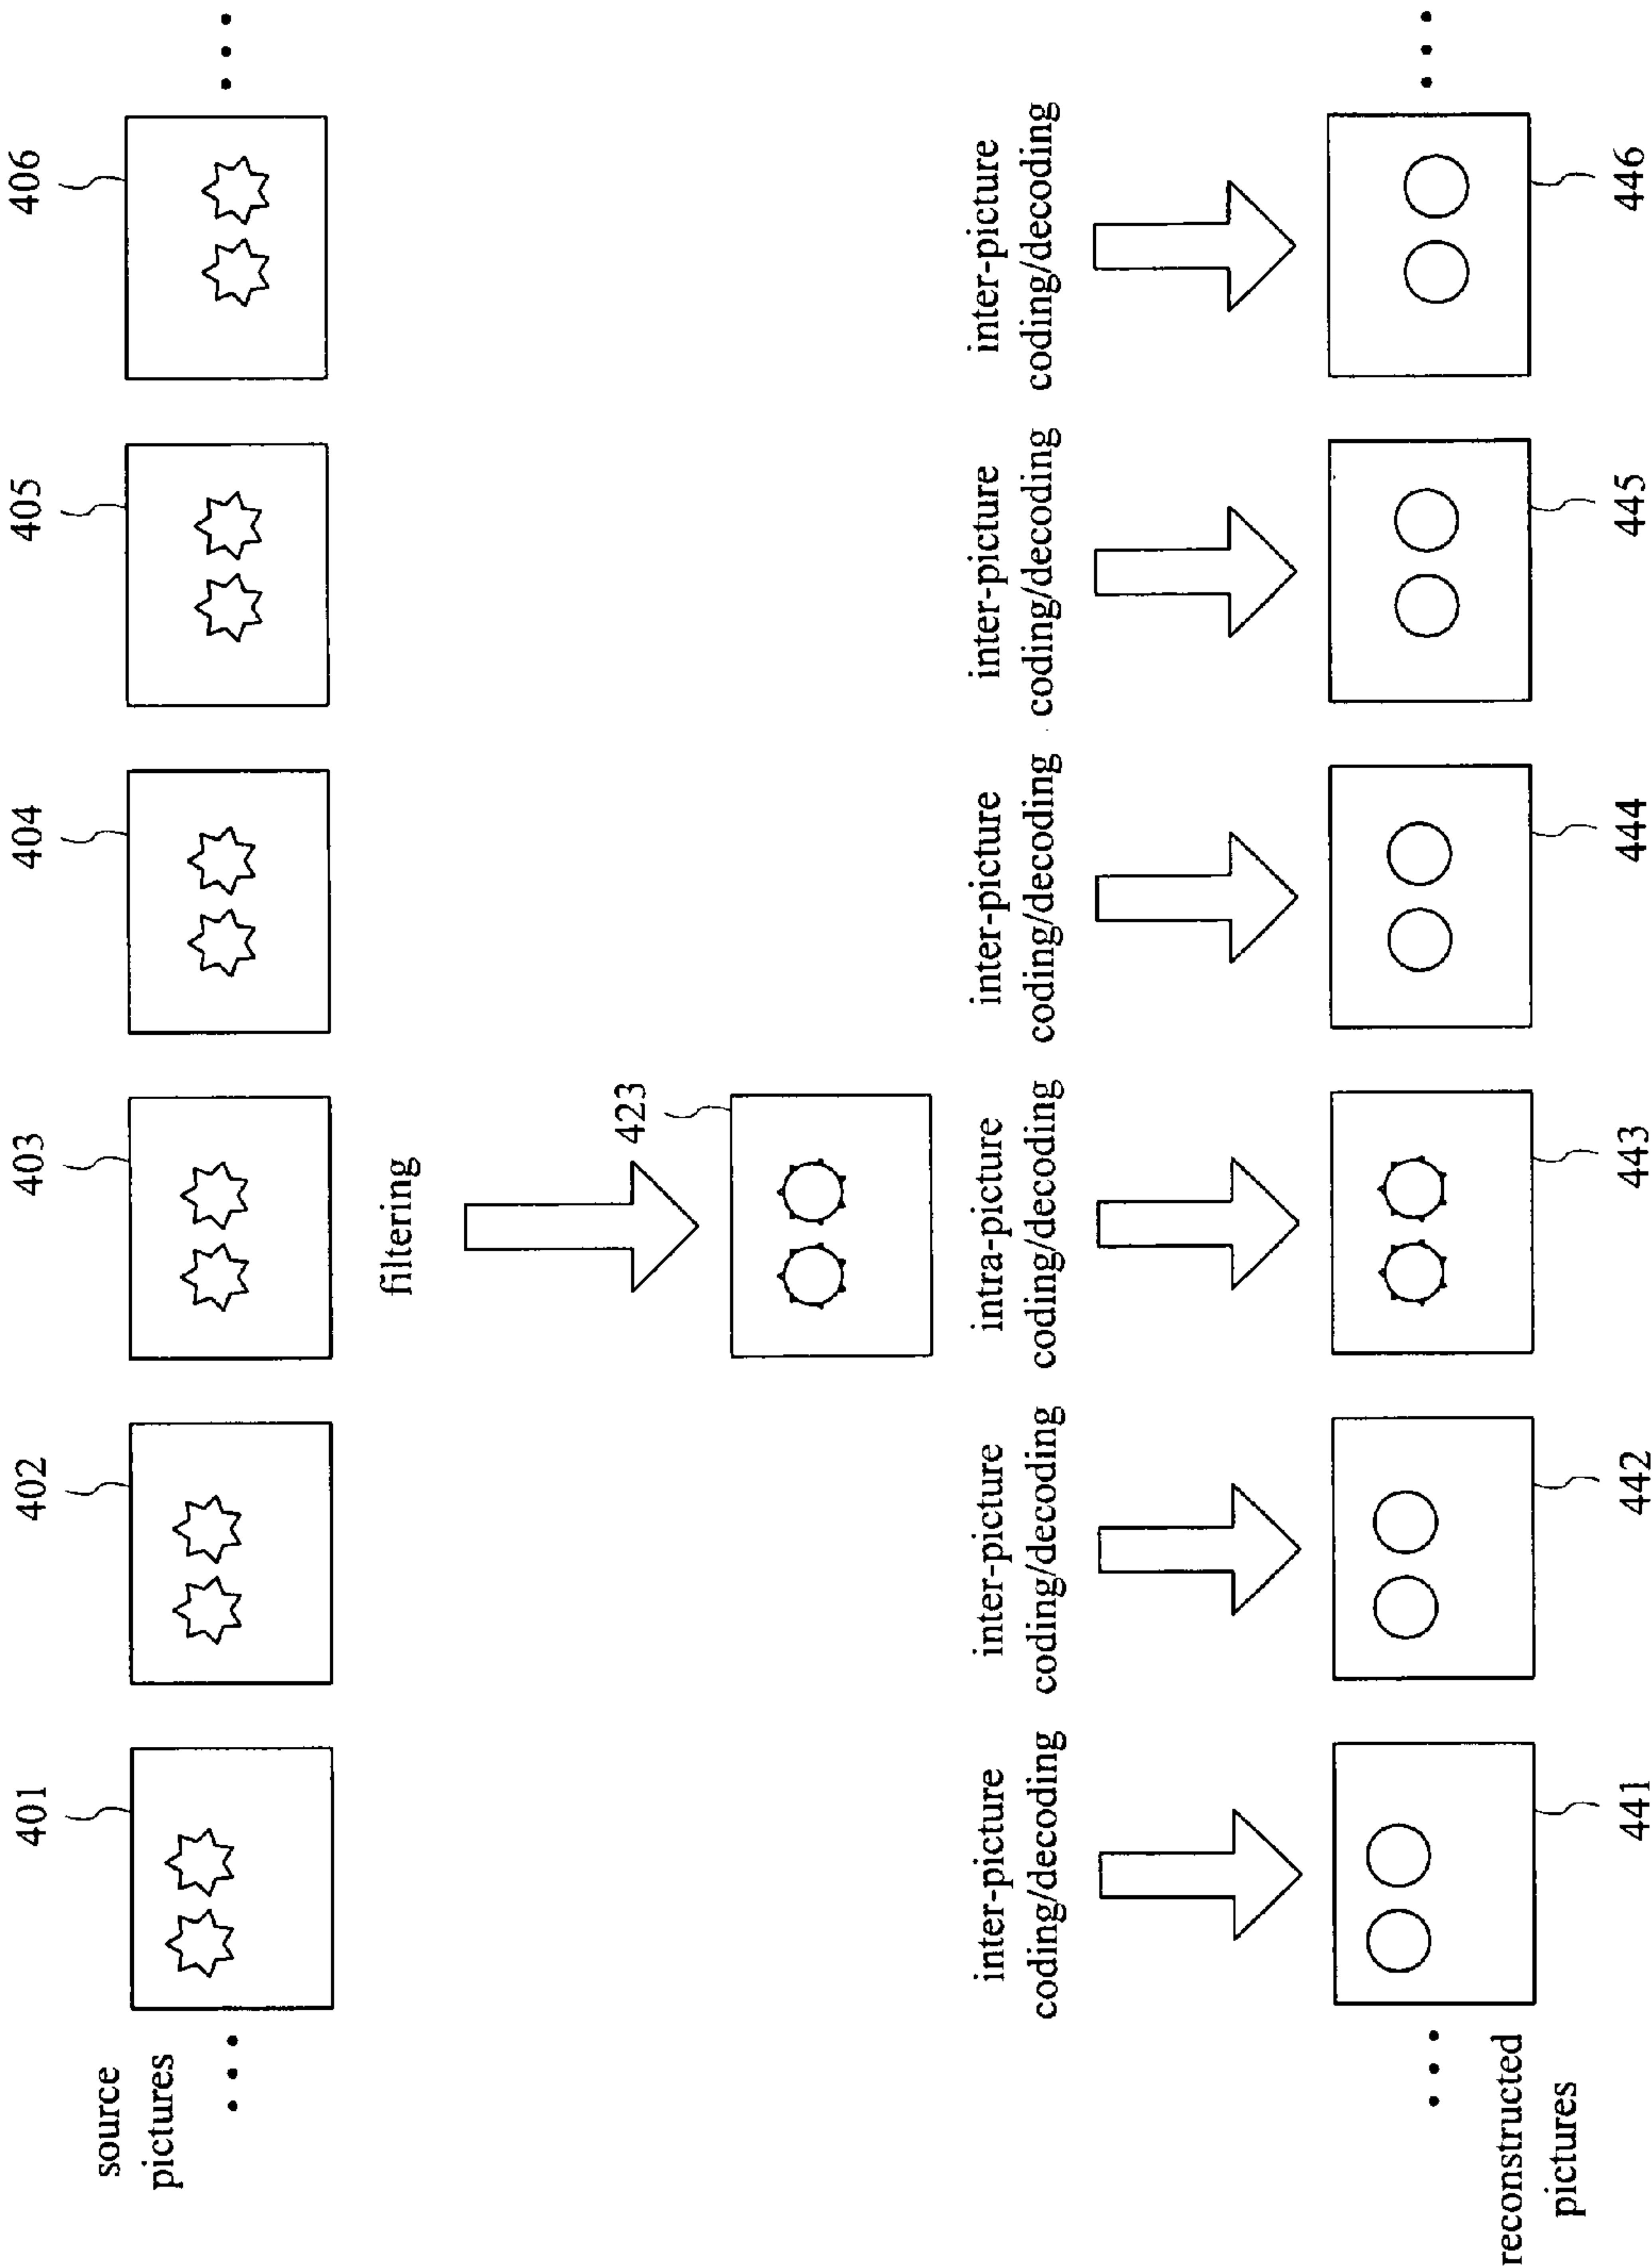 source
pictures
401
402
403
404
405
406
filtering
423
inter-picture
coding/decoding
inter-picture
coding/decoding
intra-picture
coding/decoding
inter-picture
coding/decoding
inter-picture
coding/decoding
inter-picture
coding/decoding
reconstructed
pictures
441
442
443
444
445
446